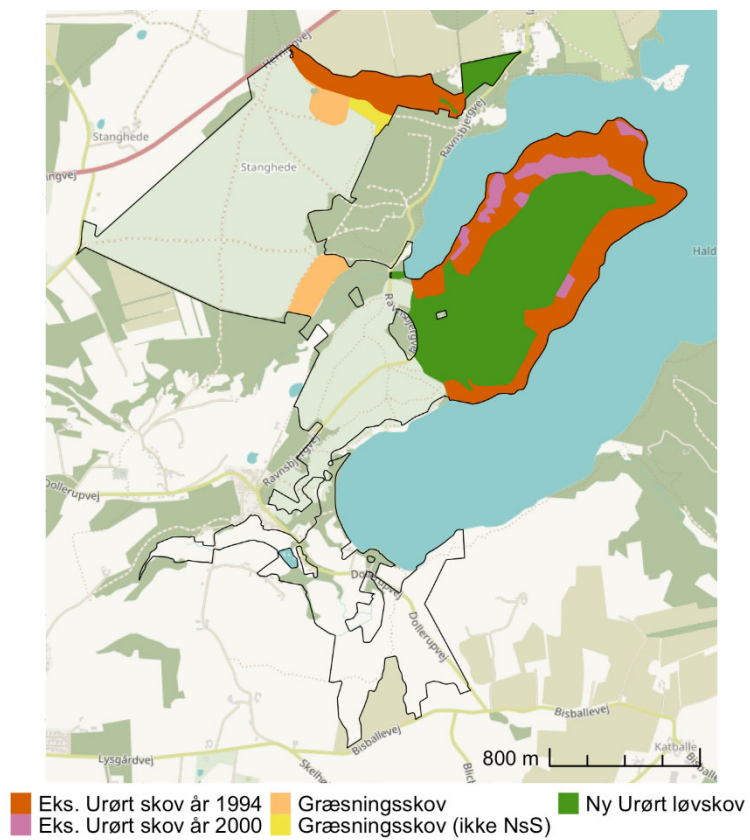 Herningvej
Stanghede
angvej
Stanghede
Ravnsbjergvej
Hald
Ravnsbjergvej
Ravnsbjergvej
Dollerupvej
Dollerupvej
Dollerupvej
Bisballevej
Bisballevej
Lysgårdvej
Katballe
800 m
Eks. Urørt skov år 1994
Græsningsskov
Ny Urørt løvskov
Eks. Urørt skov år 2000
Græsningsskov (ikke NsS)